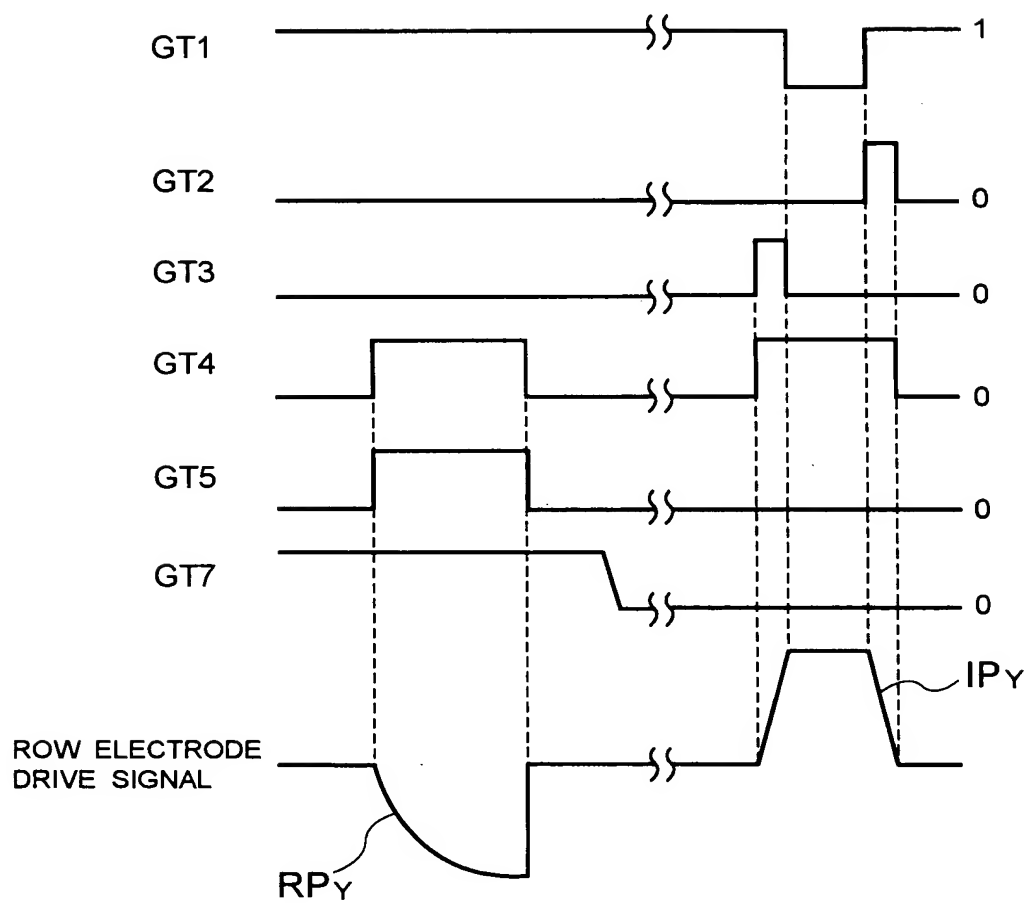 GT1
1
GT2
0
GT3
0
GT4
0
GT5
0
GT7
0
IPY
ROW ELECTRODE
DRIVE SIGNAL
RPY